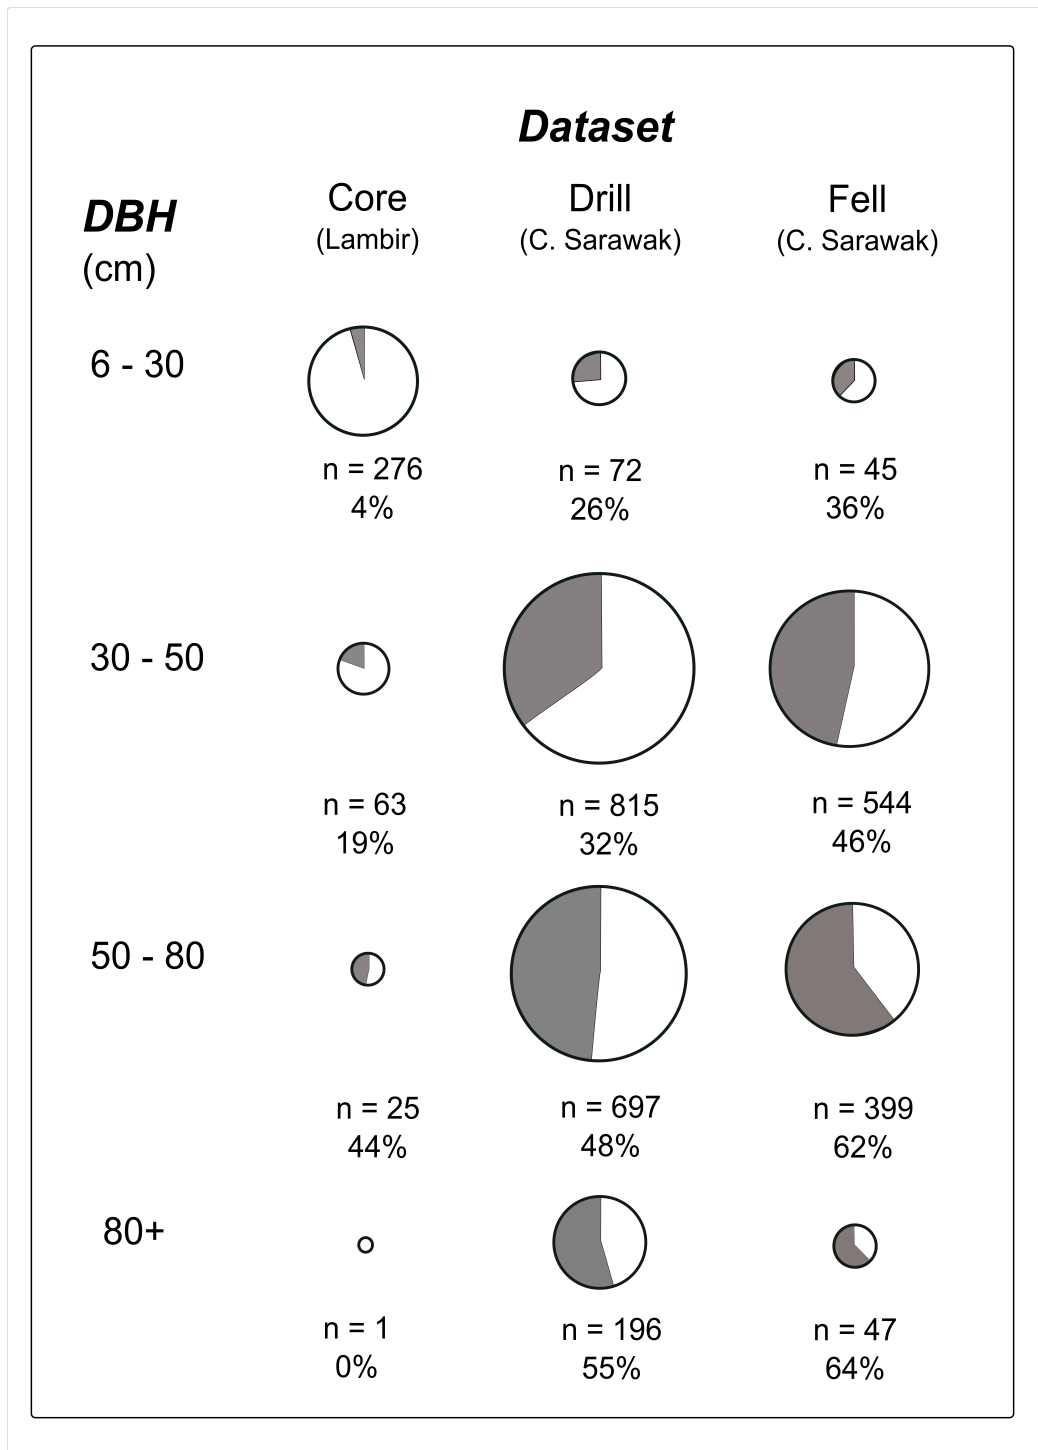 Dataset
DBH
(cm)
Core
(Lambir)
Drill
(C. Sarawak)
Fell
(C. Sarawak)
6 - 30
n = 276
4%
n = 72
26%
n = 45
36%
30 - 50
n = 63
19%
n = 815
32%
n = 544
46%
50 - 80
n = 25
44%
n = 697
48%
n = 399
62%
80+
n = 1
0%
n = 196
55%
n = 47
64%